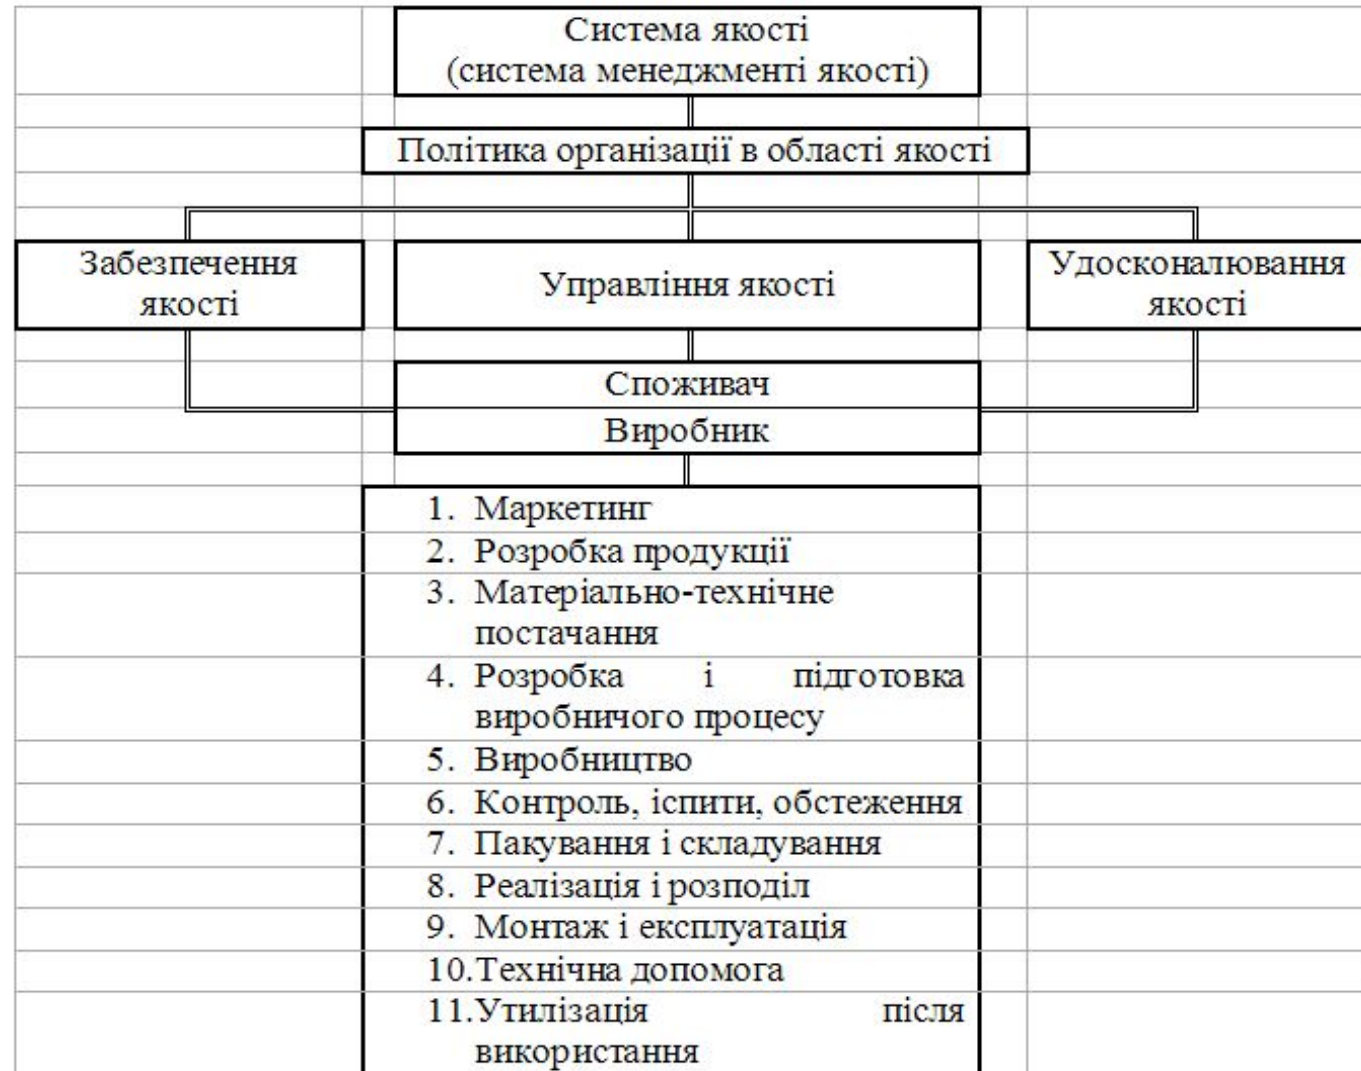 Система якості
(система менеджменті якості)
Політика організації в області якості
Забезпечення
якості
Управління якості
Удосконалювання
якості
Споживач
Виробник
1. Маркетинг
2. Розробка продукції
3. Матеріально-технічне
постачання
4. Розробка і підготовка
виробничого процесу
5. Виробництво
6. Контроль, іспити, обстеження
7. Пакування і складування
8. Реалізація і розподіл
9. Монтаж і експлуатація
10.Технічна допомога
11.Утилізація після
використання